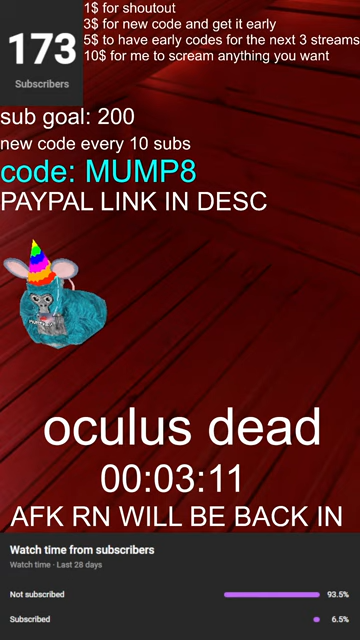 1$ for shoutout
3$ for new code and get it early
5$ to have early codes for the next 3 streams
10$ for me to scream anything you want
173
Subscribers
sub goal: 200
new code every 10 subs
code: MUMP8
PAYPAL LINK IN DESC
oculus dead
00:03:11
AFK RN WILL BE BACK IN
Watch time from subscribers
Watch time · Last 28 days
Not subscribed 93.5%
Subscribed 6.5%